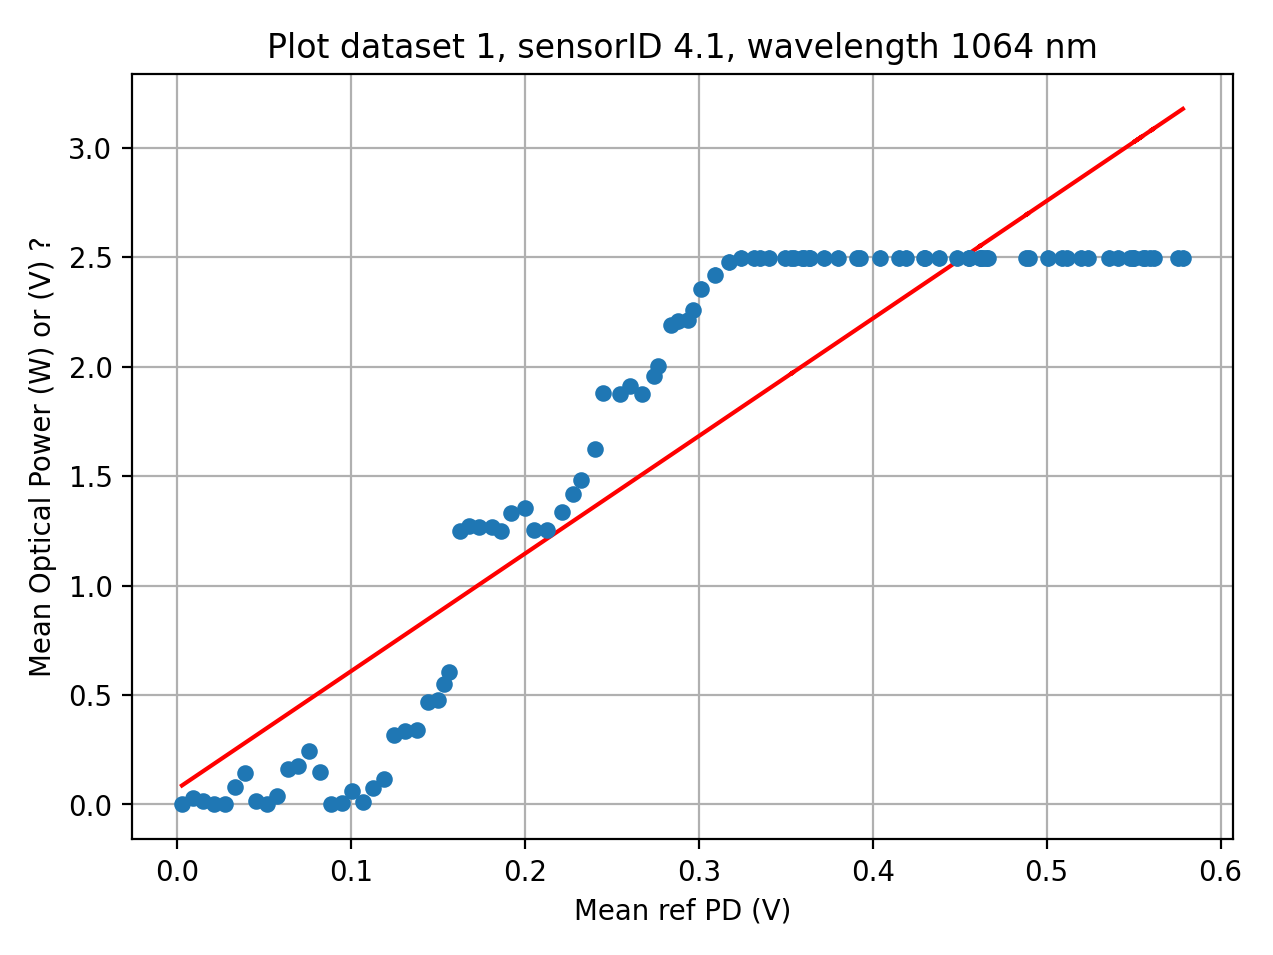 Plot dataset 1, sensorID 4.1, wavelength 1064 nm
Mean Optical Power (W) or (V) ?
3.0
2.5
2.0
1.5
1.0
0.5
0.0
0.0 0.1 0.2 0.3 0.4 0.5 0.6
Mean ref PD (V)